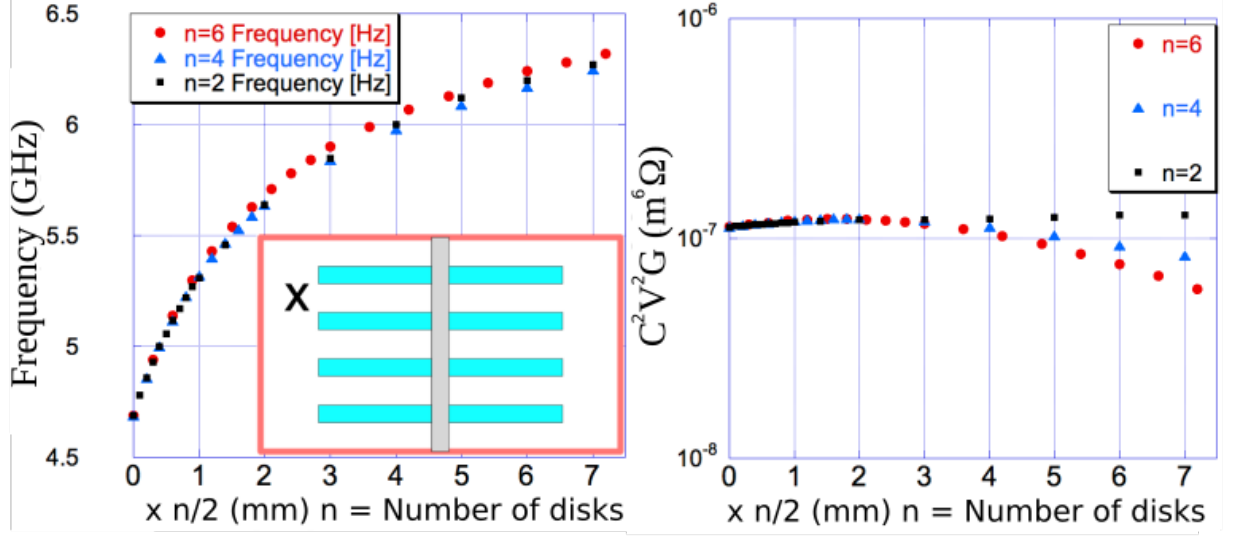 6.5
6
5.5
5
4.5
Frequency (GHz)
n=6 Frequency [Hz]
n=4 Frequency [Hz]
n=2 Frequency [Hz]
X
0 1 2 3 4 5 6 7
x n/2 (mm) n = Number of disks
10⁻⁶
10⁻⁷
10⁻⁸
C²V²G (m⁶Ω)
n=6
n=4
n=2
0 1 2 3 4 5 6 7
x n/2 (mm) n = Number of disks